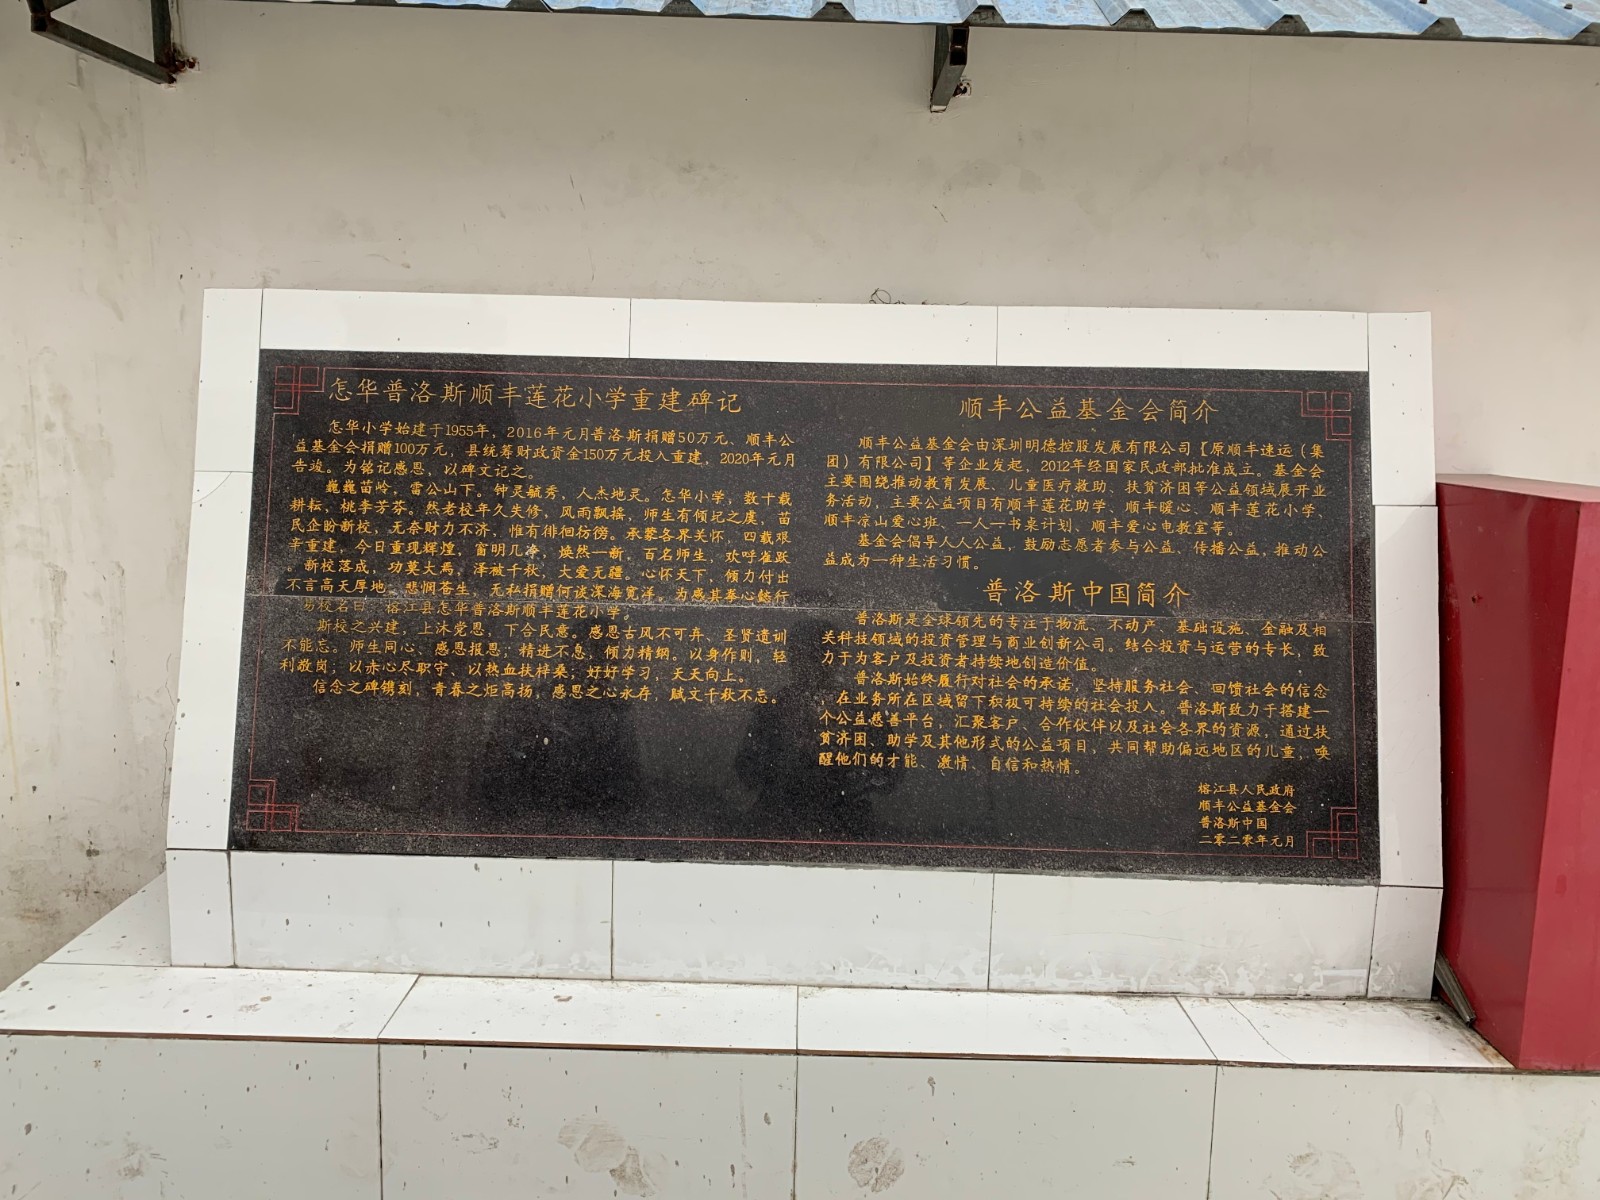 怎华普洛斯顺丰莲花小学重建碑记
怎华小学始建于1955年，2016年元月普洛斯捐赠50万元、顺丰公
益基金会捐赠100万元，县统筹财政资金150万元投入重建，2020年元月
告竣。为铭记感恩，以碑文记之。
巍巍苗岭，雷公山下。钟灵毓秀，人杰地灵。怎华小学，数十载
耕耘，桃李芳芬。然老校年久失修，风雨飘摇，师生有倾圮之虞，苗
民企盼新校，无奈财力不济，惟有徘徊彷徬。承蒙各界关怀，四载艰
辛重建，今日重现辉煌，窗明几净，焕然一新，百名师生，欢呼雀跃
。新校落成，功莫大焉，泽被千秋，大爱无疆。心怀天下，倾力付出
不言高天厚地，悲悯苍生，无私捐赠何谈深海宽洋。为感其拳心懿行
，易校名曰：榕江县怎华普洛斯顺丰莲花小学。
斯校之兴建，上沐党恩，下合民意。感恩古风不可弃、圣贤遗训
不能忘。师生同心、感恩报恩；精进不息，倾力精纲。以身作则，轻
利敬岗；以赤心尽职守、以热血扶梓桑；好好学习，天天向上。
信念之碑镌刻，青春之炬高扬，感恩之心永存，赋文千秋不忘。
顺丰公益基金会简介
顺丰公益基金会由深圳明德控股发展有限公司【原顺丰速运（集
团）有限公司】等企业发起，2012年经国家民政部批准成立。基金会
主要围绕推动教育发展、儿童医疗救助、扶贫济困等公益领域展开业
务活动，主要公益项目有顺丰莲花助学、顺丰暖心、顺丰莲花小学、
顺丰凉山爱心班、一人一书桌计划、顺丰爱心电教室等。
基金会倡导人人公益，鼓励志愿者参与公益、传播公益，推动公
益成为一种生活习惯。
普洛斯中国简介
普洛斯是全球领先的专注于物流、不动产、基础设施、金融及相
关科技领域的投资管理与商业创新公司。结合投资与运营的专长，致
力于为客户及投资者持续地创造价值。
普洛斯始终履行对社会的承诺，坚持服务社会、回馈社会的信念
，在业务所在区域留下积极可持续的社会投入。普洛斯致力于搭建一
个公益慈善平台，汇聚客户、合作伙伴以及社会各界的资源，通过扶
贫济困、助学及其他形式的公益项目，共同帮助偏远地区的儿童，唤
醒他们的才能、激情、自信和热情。
榕江县人民政府
顺丰公益基金会
普洛斯中国
二零二零年元月